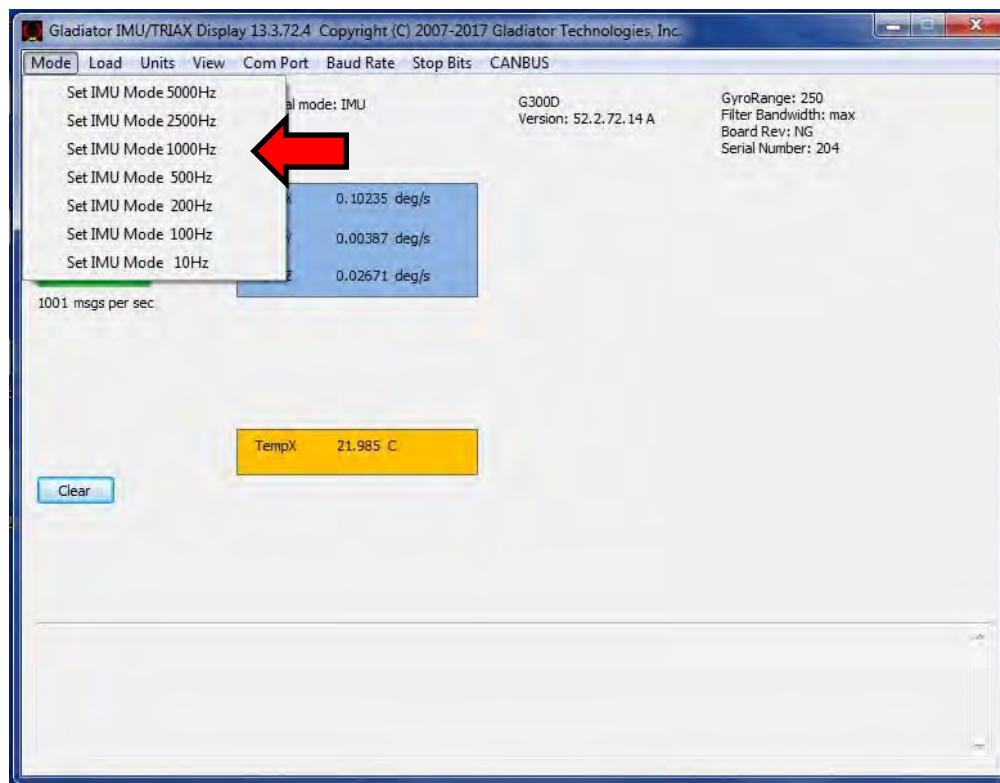 Gladiator IMU/TRIAX Display 13.3.72.4 Copyright (C) 2007-2017 Gladiator Technologies, Inc.
Mode Load Units View Com Port Baud Rate Stop Bits CANBUS
Set IMU Mode 5000Hz
Set IMU Mode 2500Hz
Set IMU Mode 1000Hz
Set IMU Mode 500Hz
Set IMU Mode 200Hz
Set IMU Mode 100Hz
Set IMU Mode 10Hz
mode: IMU
G300D
Version: 52.2.72.14 A
GyroRange: 250
Filter Bandwidth: max
Board Rev: NG
Serial Number: 204
0.10235 deg/s
0.00387 deg/s
0.02671 deg/s
1001 msgs per sec
TempX 21.985 C
Clear